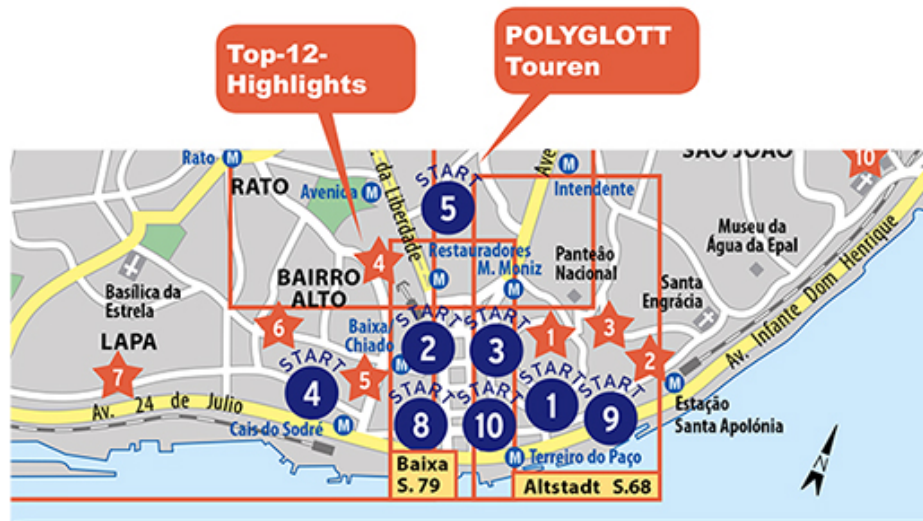 Top-12-
Highlights
POLYGLOTT
Touren
Rato M
RATO
Avenida M
da Liberdade
Ave
M
Intendente
SÃO JOÃO
10
START
5
Restauradores
M
M. Moniz
M
4
BAIRRO
ALTO
Basílica da
Estrela
LAPA
7
6
Baixa/
Chiado
M
5
START
2
START
3
1
3
2
Panteão
Nacional
Museu da
Água da Epal
Santa
Engrácia
Av. Infante Dom Henrique
START
4
START
8
START
10
START
1
START
9
M
Estação
Santa Apolónia
Av. 24 de Julio
Cais do Sodré M
M Terreiro do Paço
Baixa
S. 79
Altstadt S.68
N